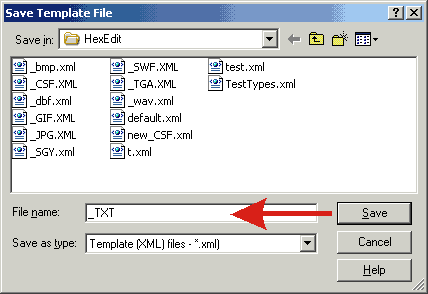 Save Template File
Save in: HexEdit
_bmp.xml _SWF.XML test.xml
_CSF.XML _TGA.XML TestTypes.xml
_dbf.xml _wav.xml
_GIF.XML default.xml
_JPG.XML new_CSF.xml
_SGY.xml t.xml
File name: _TXT Save
Save as type: Template (XML) files - *.xml) Cancel
Help